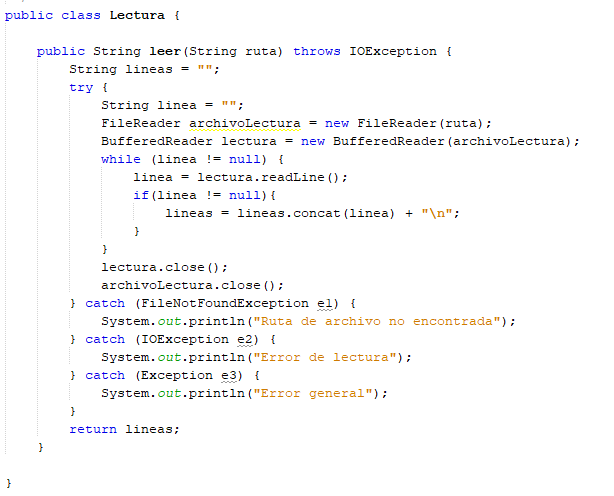 public class Lectura {
public String leer(String ruta) throws IOException {
String lineas = "";
try {
String linea = "";
FileReader archivoLectura = new FileReader(ruta);
BufferedReader lectura = new BufferedReader(archivoLectura);
while (linea != null) {
linea = lectura.readLine();
if(linea != null){
lineas = lineas.concat(linea) + "\n";
}
}
lectura.close();
archivoLectura.close();
} catch (FileNotFoundException e1) {
System.out.println("Ruta de archivo no encontrada");
} catch (IOException e2) {
System.out.println("Error de lectura");
} catch (Exception e3) {
System.out.println("Error general");
}
return lineas;
}
}